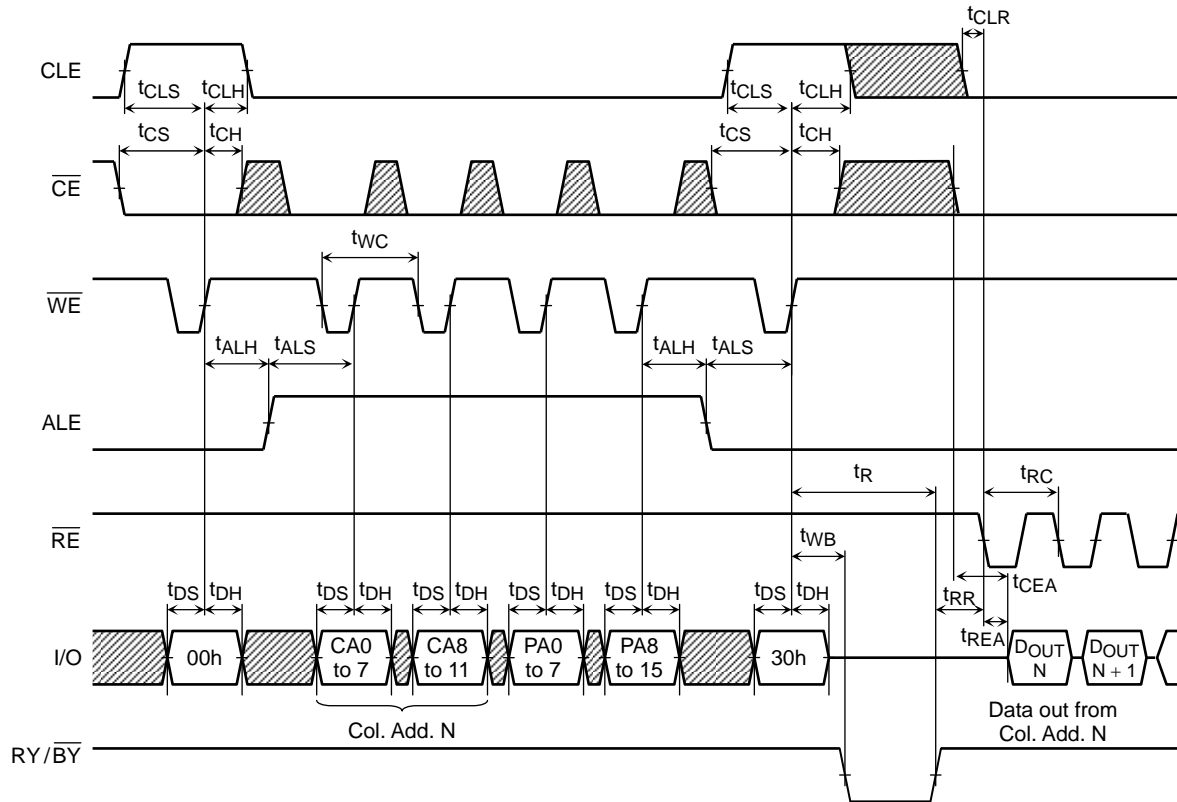 tCLR
CLE
tCLS tCLH tCLS tCLH
tCS tCH tCS tCH
CE
tWC
WE
tALH tALS tALH tALS
ALE
tR
tRC
RE
tWB
tCEA
tDS tDH tDS tDH tDS tDH tDS tDH tDS tDH tDS tDH
tRR
tREA
I/O
00h
CA0
to 7
CA8
to 11
PA0
to 7
PA8
to 15
30h
DOUT
N
DOUT
N + 1
Col. Add. N
Data out from
Col. Add. N
RY/BY